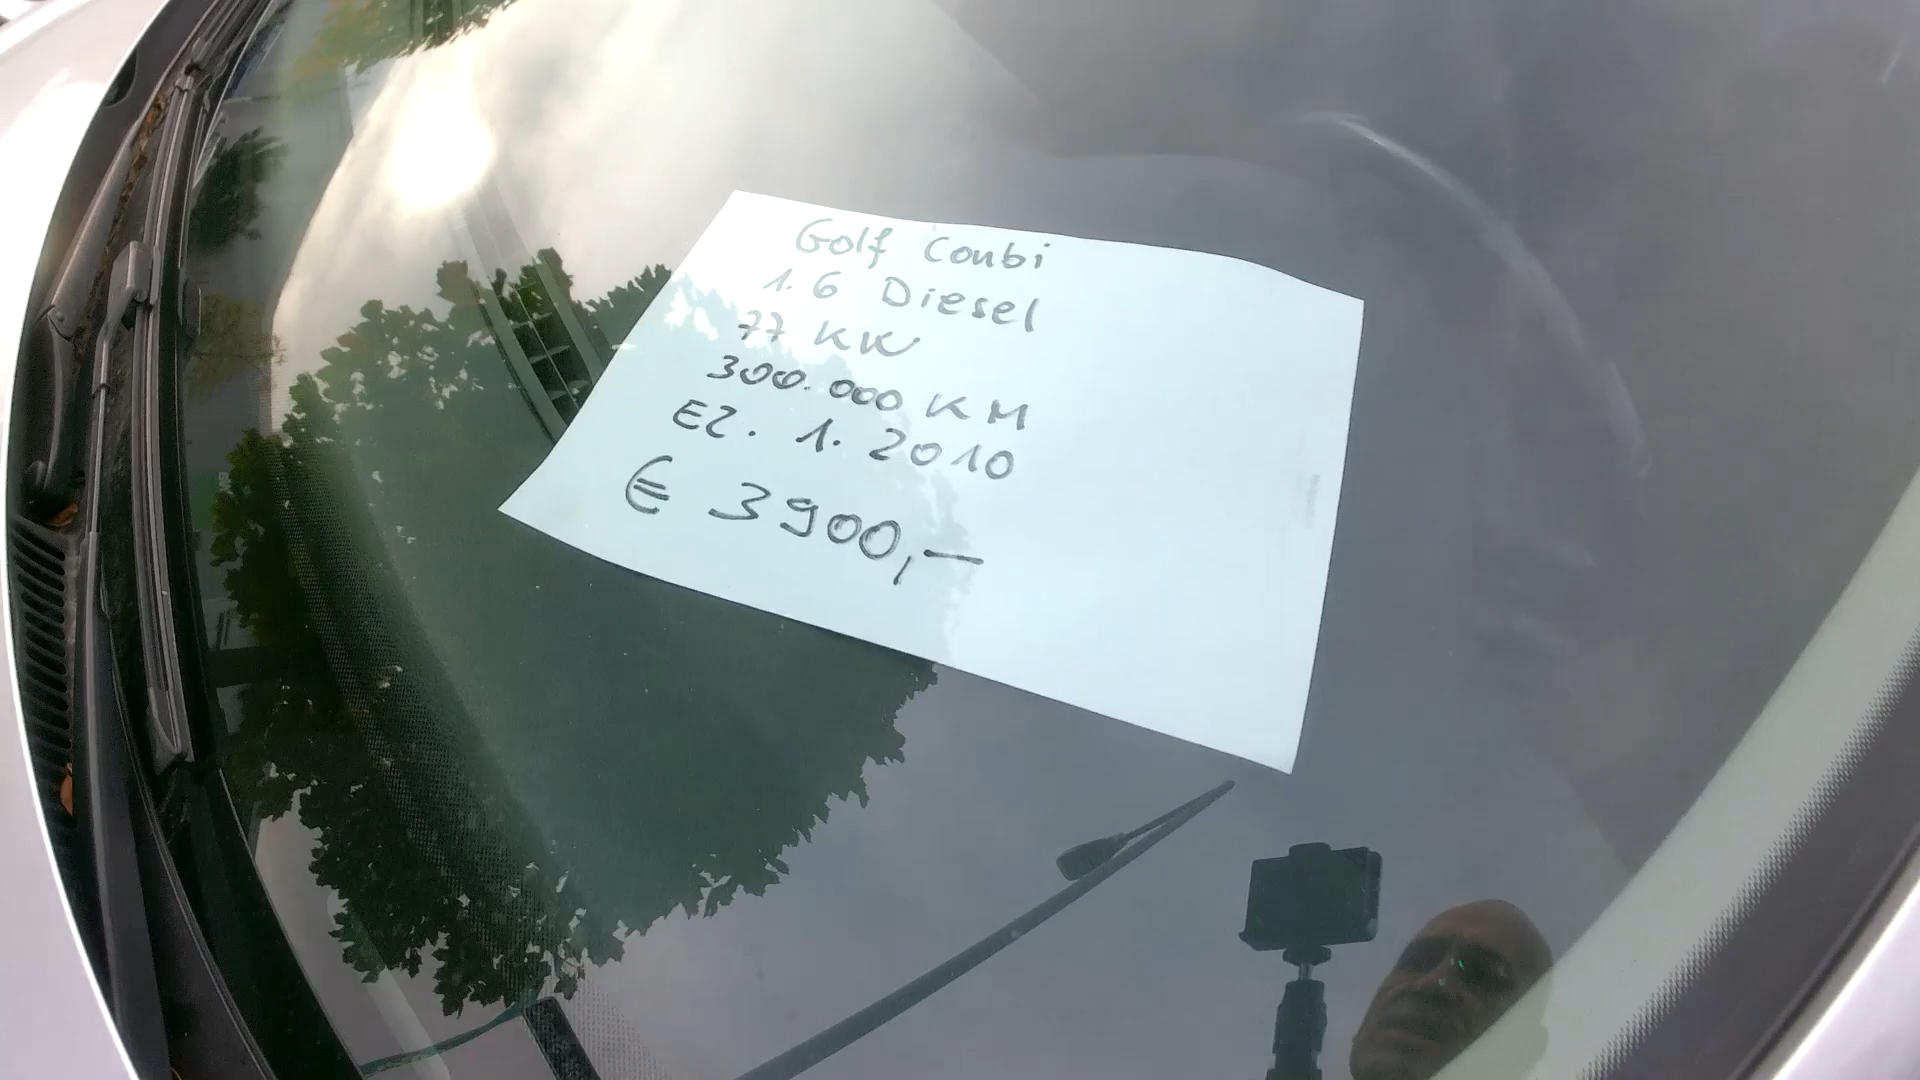 Golf Combi
1.6 Diesel
77 KW
300.000 KM
EZ. 1. 2010
€ 3900,-